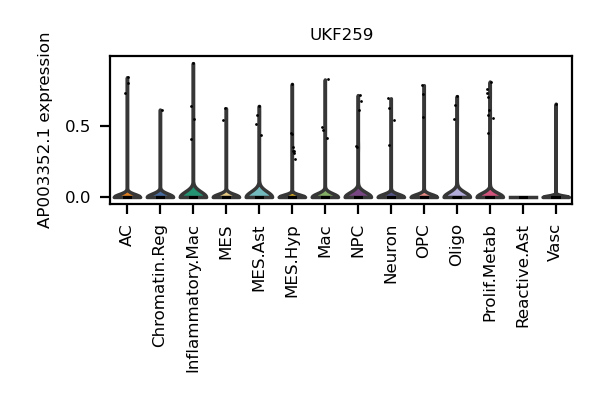 UKF259
AP003352.1 expression
0.5
0.0
AC
Chromatin.Reg
Inflammatory.Mac
MES
MES.Ast
MES.Hyp
Mac
NPC
Neuron
OPC
Oligo
Prolif.Metab
Reactive.Ast
Vasc